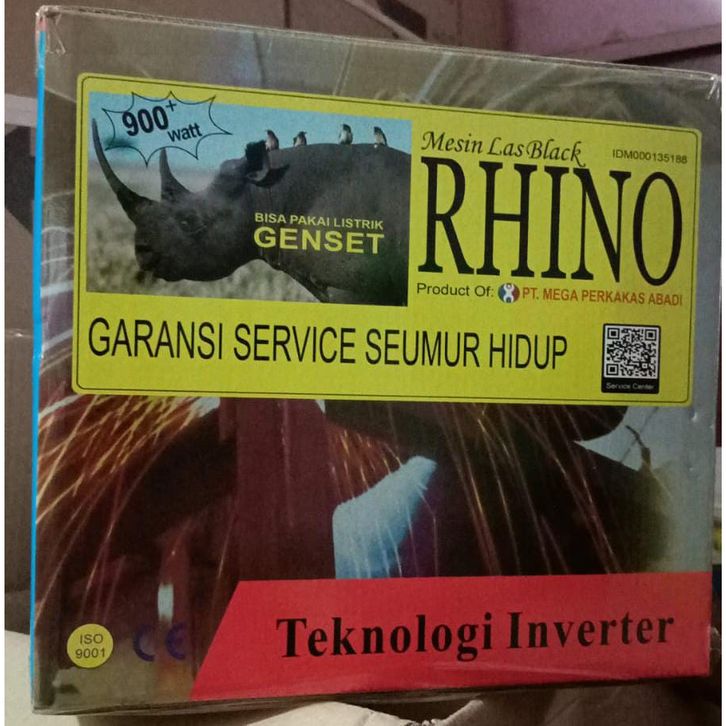 900+
watt
BISA PAKAI LISTRIK
GENSET
Mesin Las Black
IDM000135188
RHINO
Product Of: PT. MEGA PERKAKAS ABADI
GARANSI SERVICE SEUMUR HIDUP
Service Center
ISO
9001
CE
Teknologi Inverter